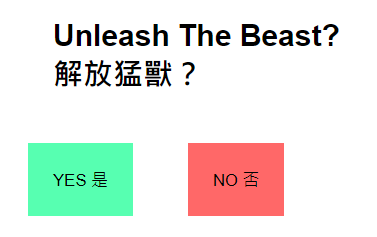 Unleash The Beast?
解放猛獸？
YES 是
NO 否